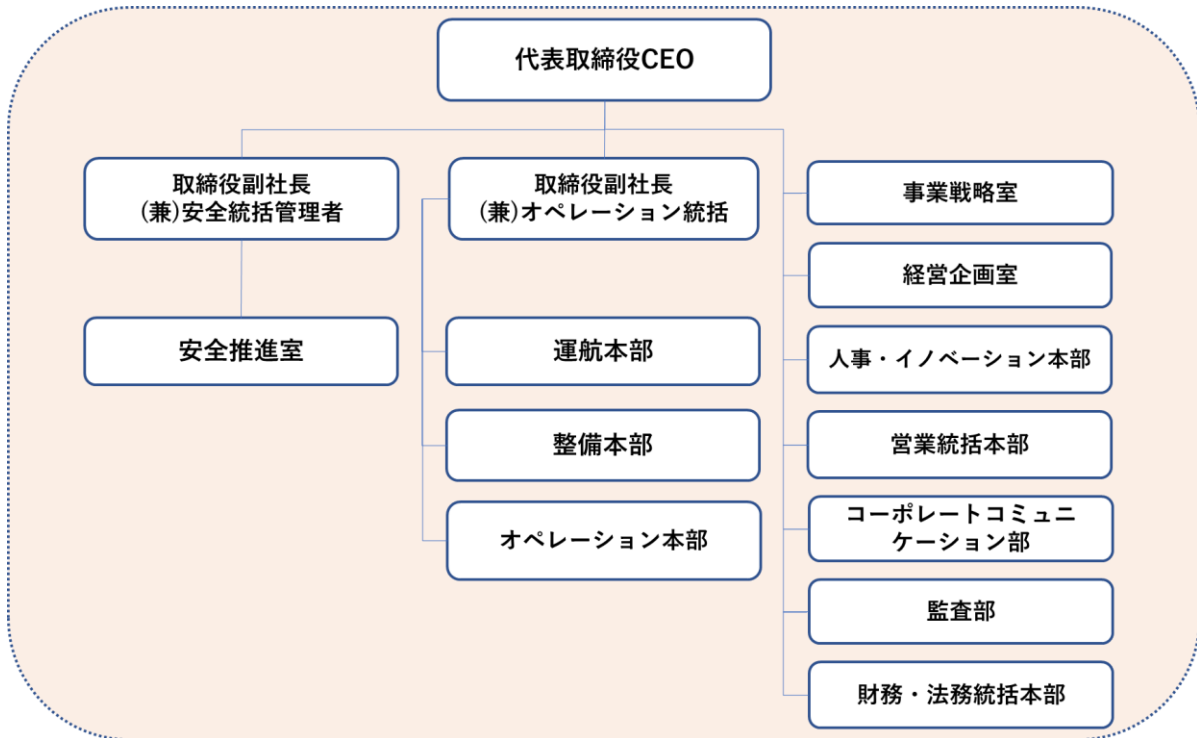 代表取締役CEO
取締役副社長
(兼)安全統括管理者
安全推進室
取締役副社長
(兼)オペレーション統括
運航本部
整備本部
オペレーション本部
事業戦略室
経営企画室
人事・イノベーション本部
営業統括本部
コーポレートコミュニ
ケーション部
監査部
財務・法務統括本部